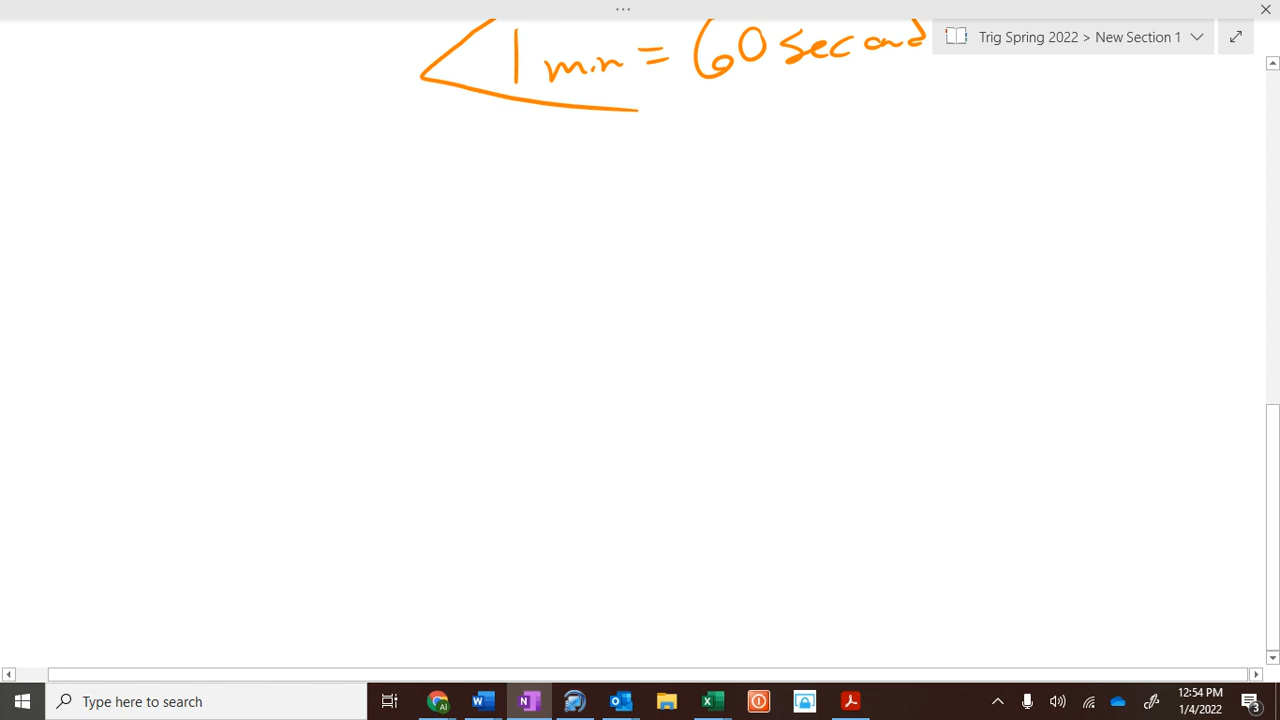 ...
1 min = 60 second
Trig Spring 2022 > New Section 1
Type here to search
12:54 PM
1/4/2022
3